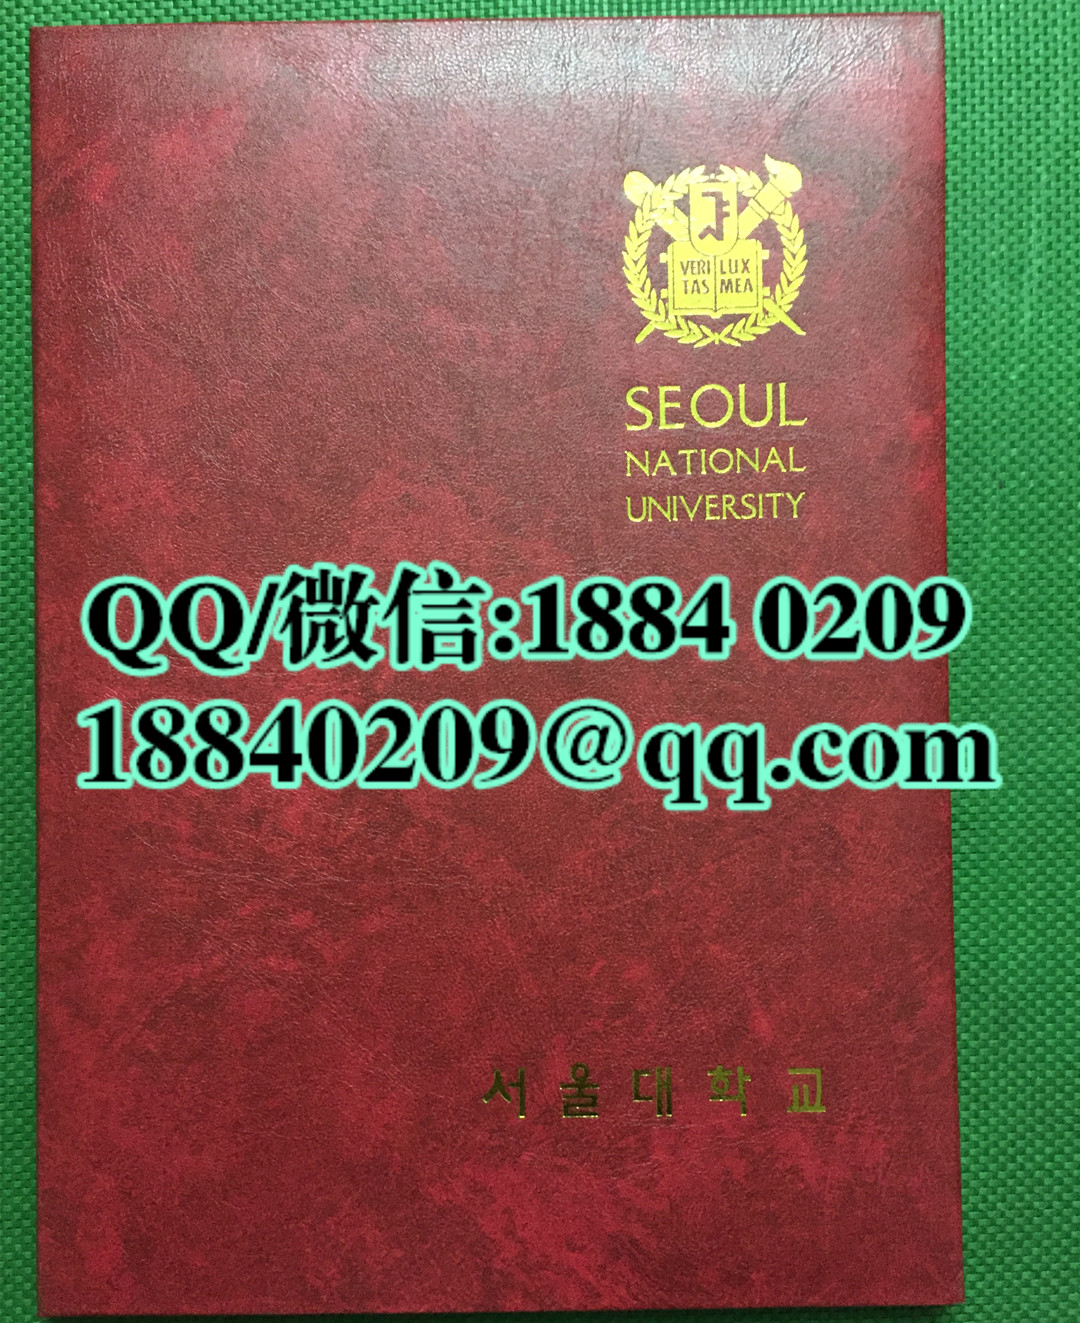 VERI LUX
TAS MEA
SEOUL
NATIONAL
UNIVERSITY
QQ/微信:1884 0209
18840209@qq.com
서울대학교